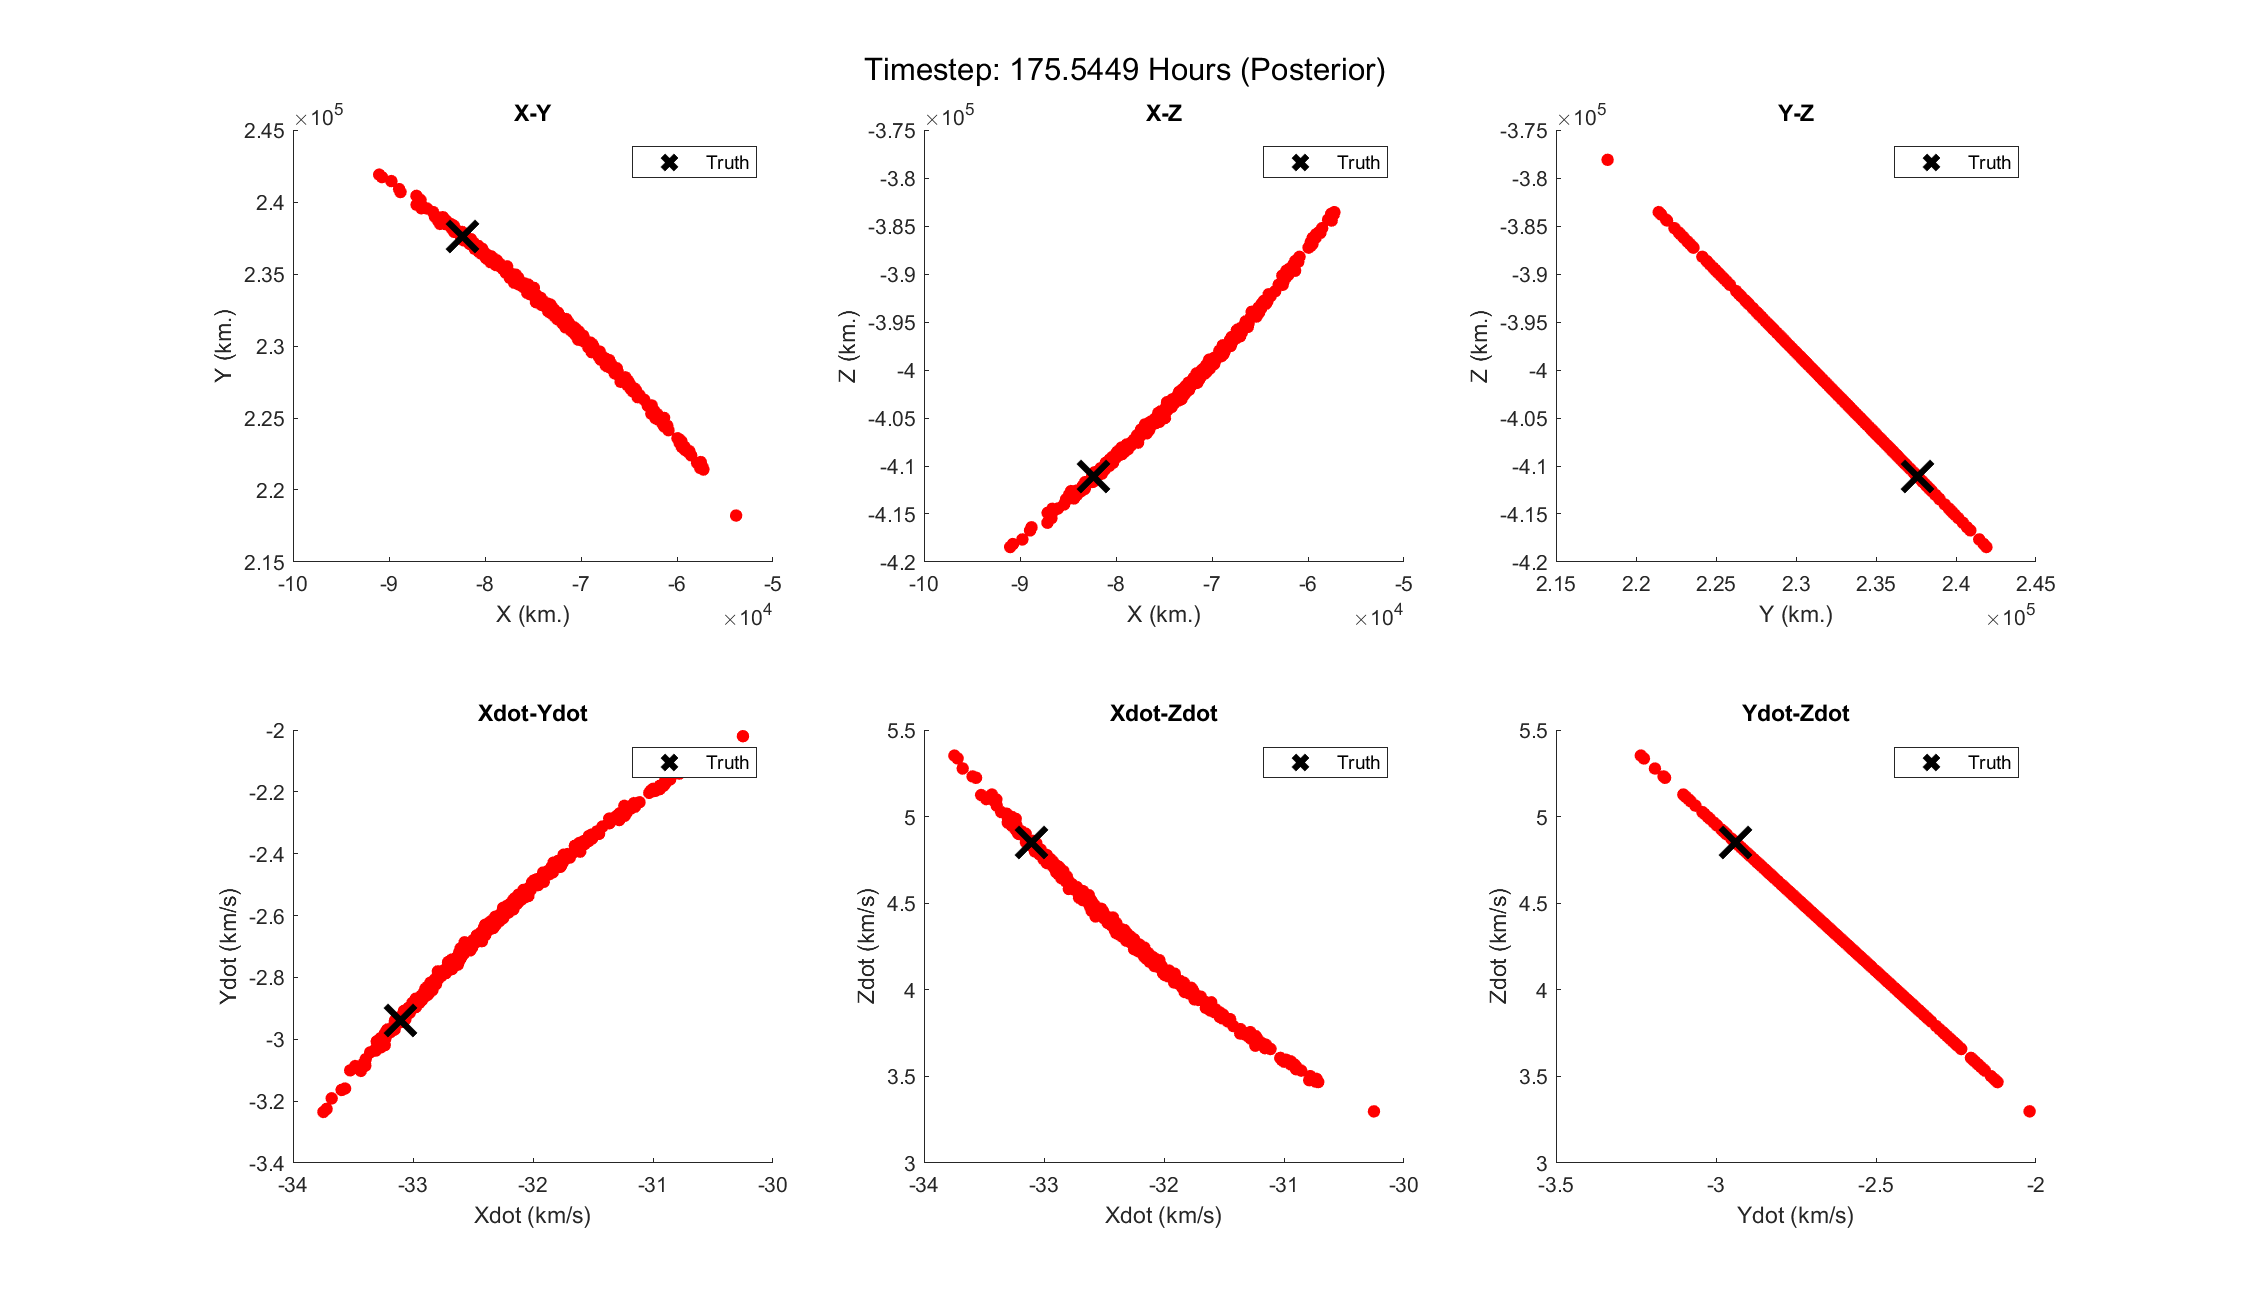 Timestep: 175.5449 Hours (Posterior)
X-Y
×10^5
2.45
2.4
2.35
2.3
2.25
2.2
2.15
Y (km.)
Truth
-10 -9 -8 -7 -6 -5
X (km.)
×10^4
X-Z
×10^5
-3.75
-3.8
-3.85
-3.9
-3.95
-4
-4.05
-4.1
-4.15
-4.2
Z (km.)
Truth
-10 -9 -8 -7 -6 -5
X (km.)
×10^4
Y-Z
×10^5
-3.75
-3.8
-3.85
-3.9
-3.95
-4
-4.05
-4.1
-4.15
-4.2
Z (km.)
Truth
2.15 2.2 2.25 2.3 2.35 2.4 2.45
Y (km.)
×10^5
Xdot-Ydot
-2
-2.2
-2.4
-2.6
-2.8
-3
-3.2
-3.4
Ydot (km/s)
Truth
-34 -33 -32 -31 -30
Xdot (km/s)
Xdot-Zdot
5.5
5
4.5
4
3.5
3
Zdot (km/s)
Truth
-34 -33 -32 -31 -30
Xdot (km/s)
Ydot-Zdot
5.5
5
4.5
4
3.5
3
Zdot (km/s)
Truth
-3.5 -3 -2.5 -2
Ydot (km/s)